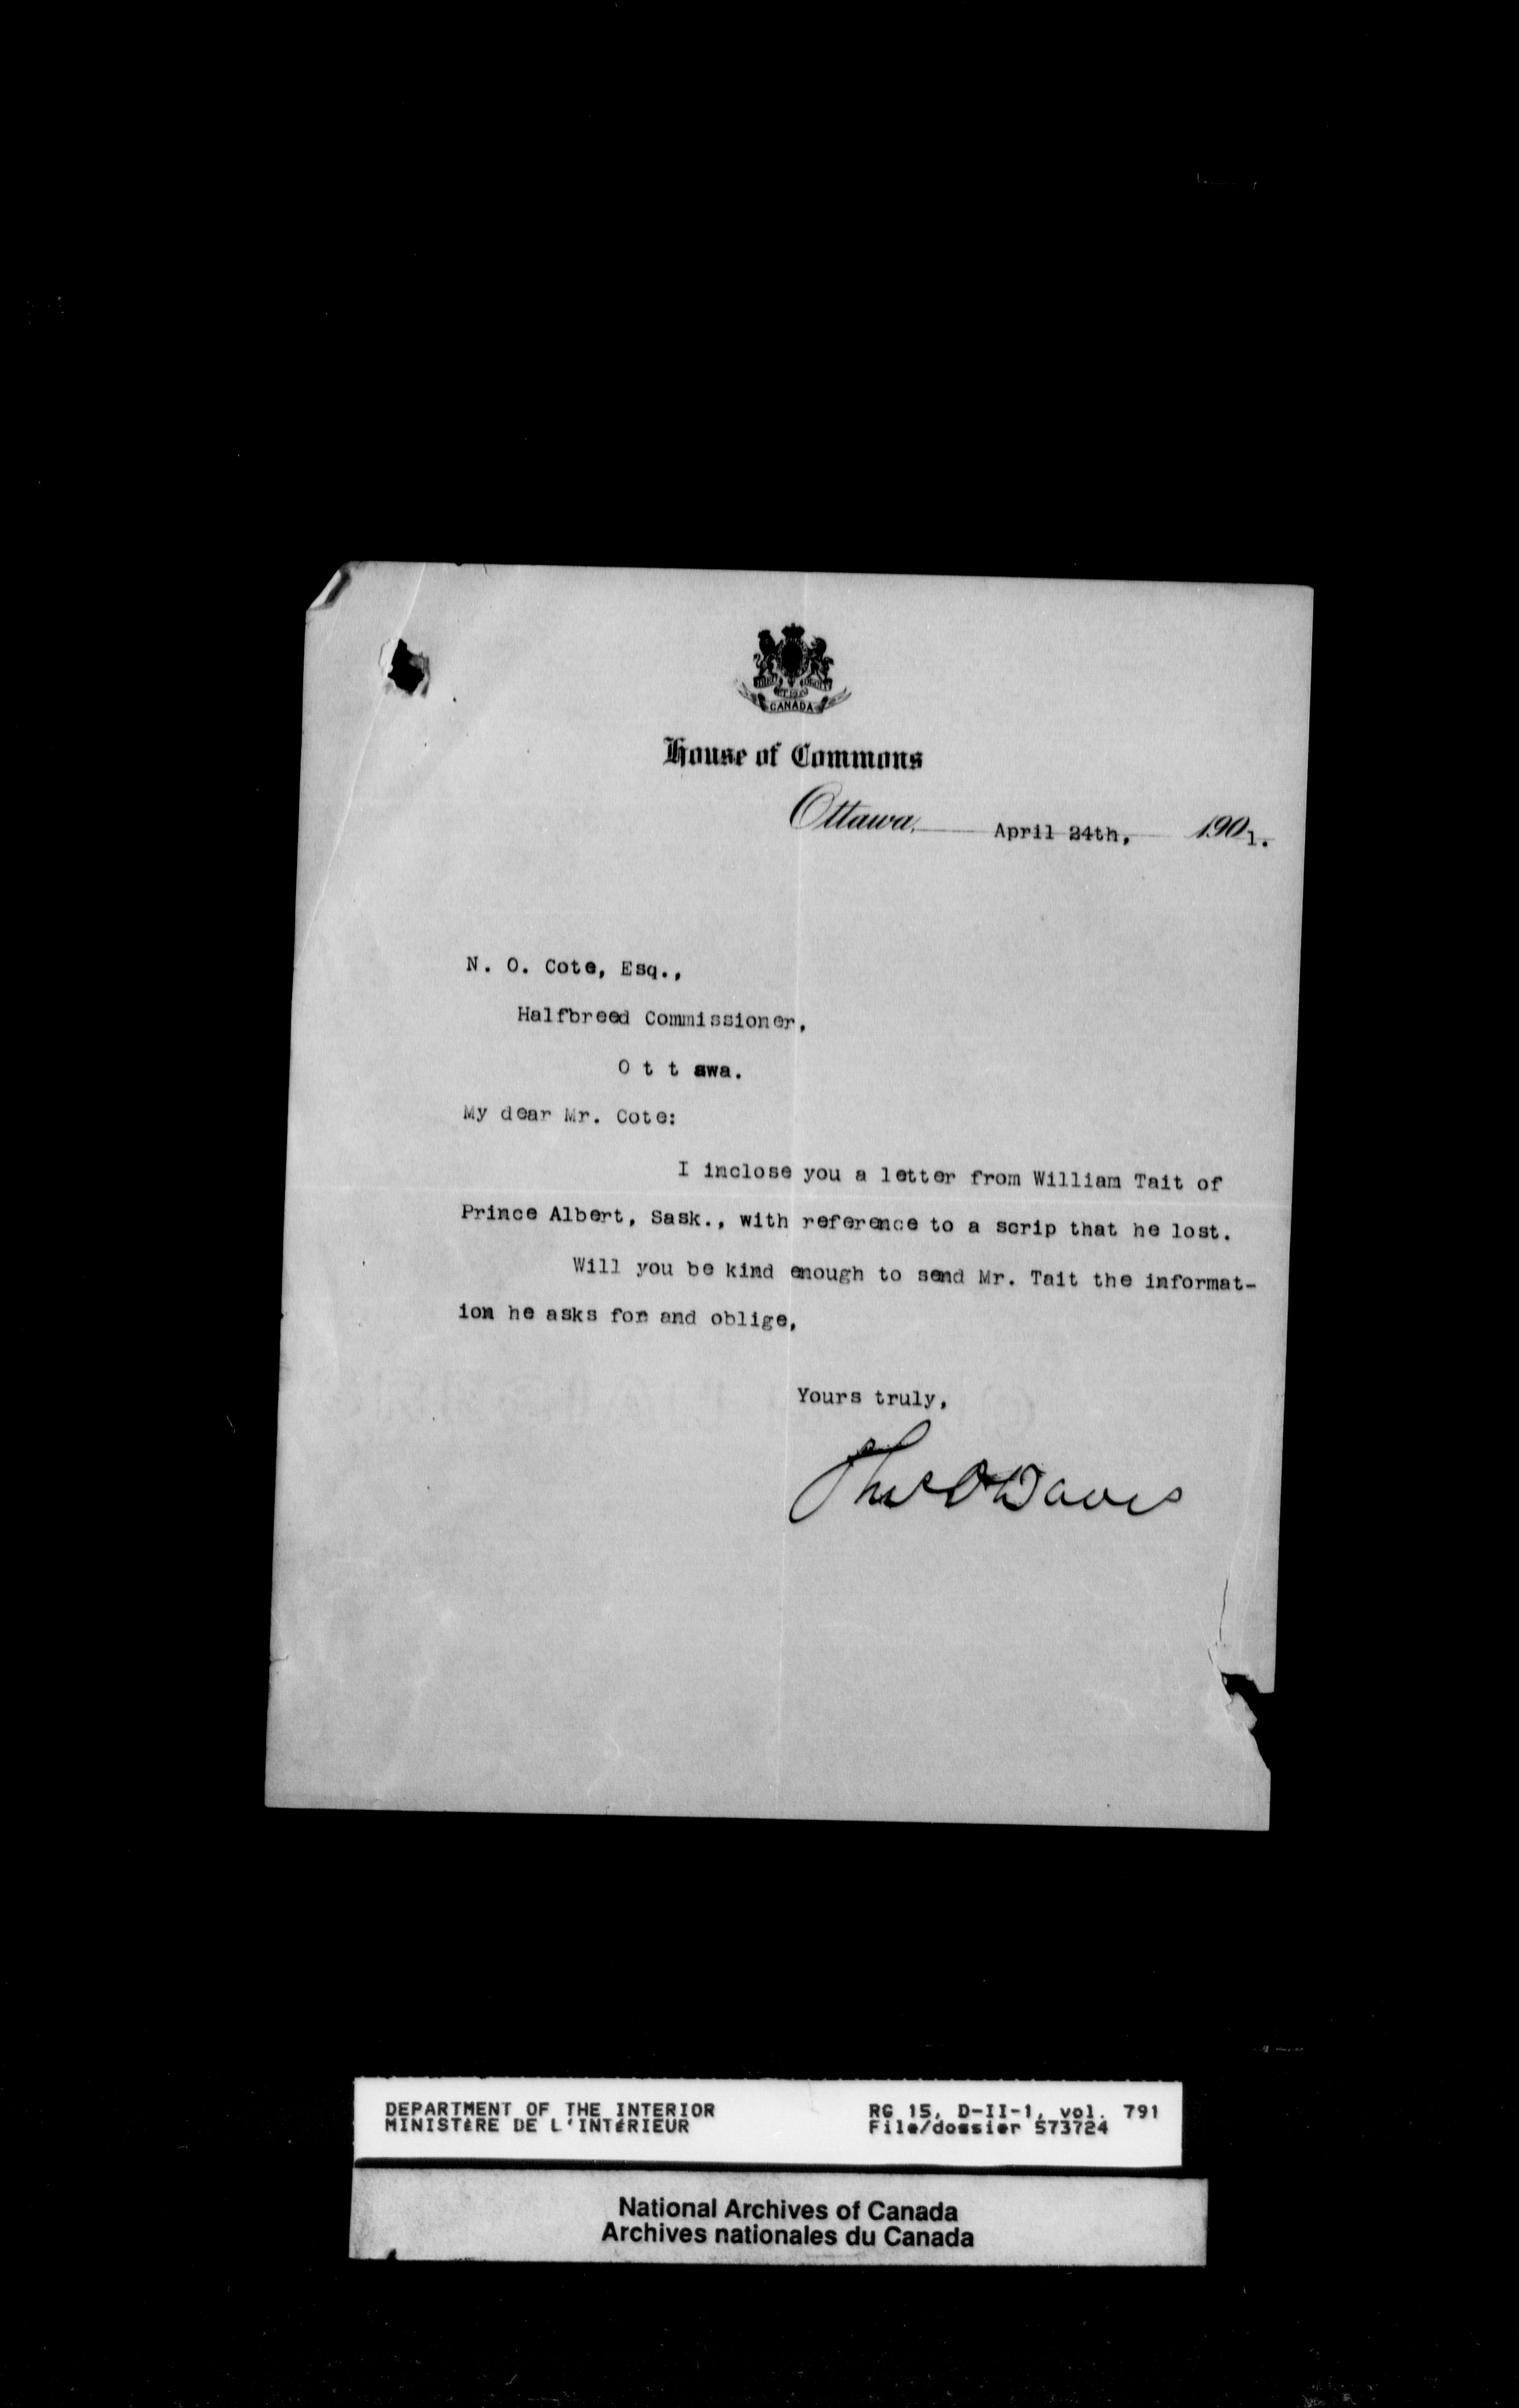 CANADA
House of Commons
Ottawa, April 24th, 1901.
N. O. Cote, Esq.,
Halfbreed Commissioner,
O t t awa.
My dear Mr. Cote:
I inclose you a letter from William Tait of
Prince Albert, Sask., with reference to a scrip that he lost.
Will you be kind enough to send Mr. Tait the informat-
ion he asks for and oblige,
Yours truly,
Thos O Davis
DEPARTMENT OF THE INTERIOR RG 15, D-II-1, vol. 791
MINISTÈRE DE L'INTÉRIEUR File/dossier 573724
National Archives of Canada
Archives nationales du Canada